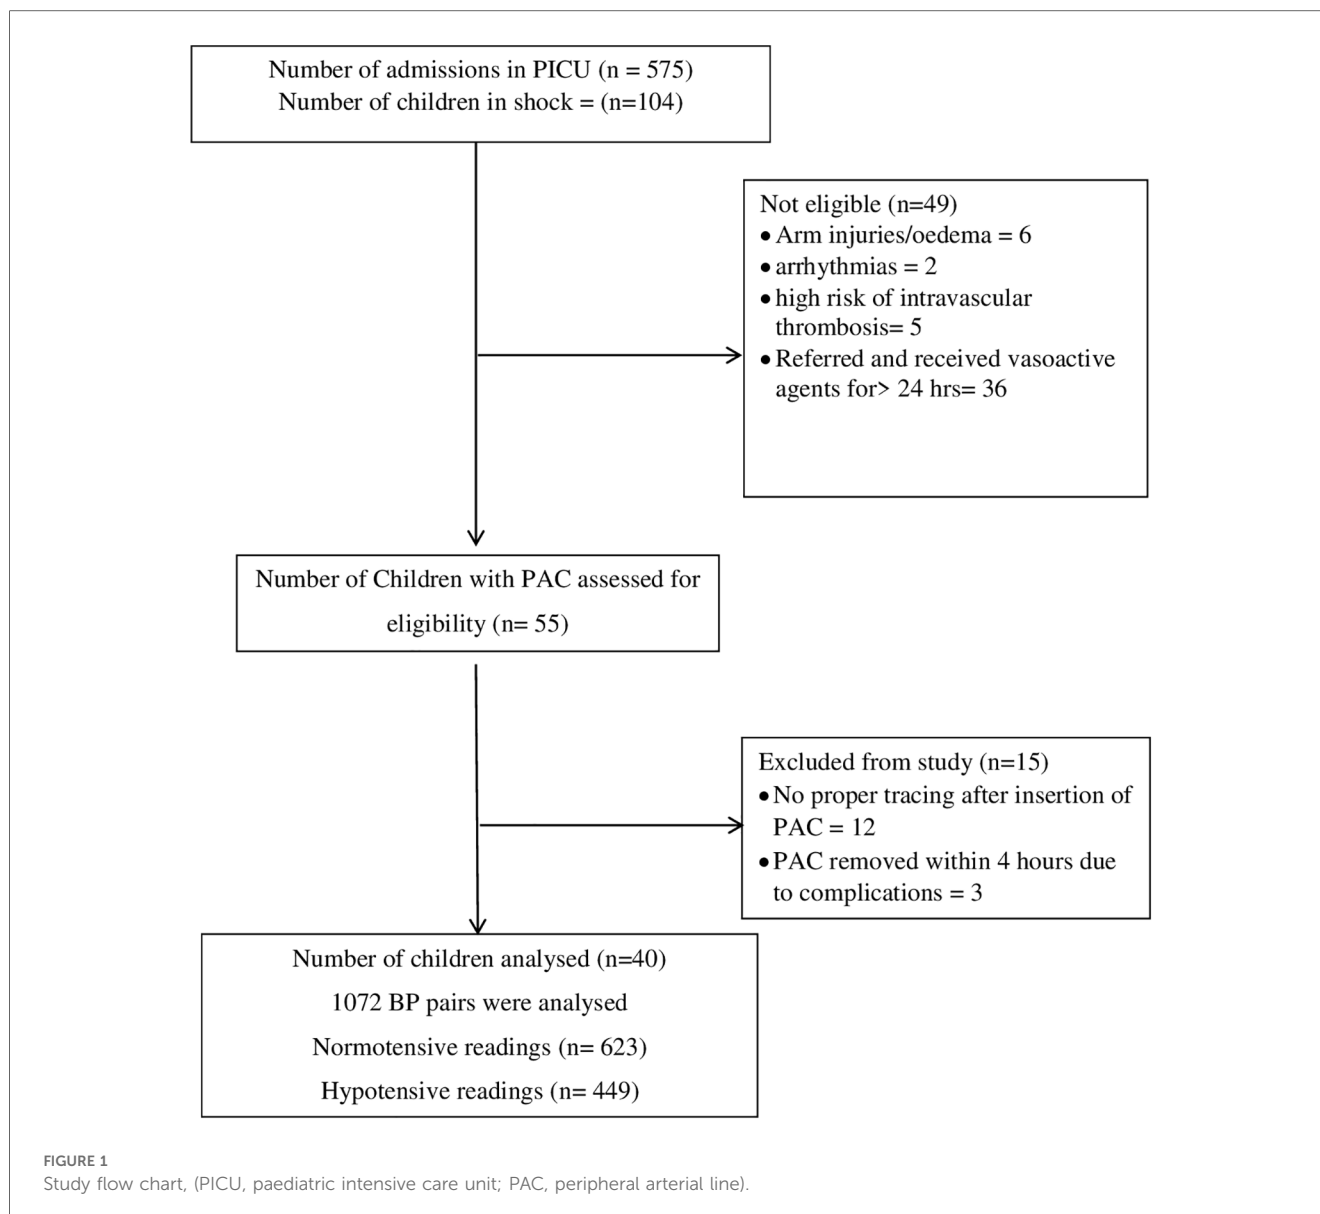 Number of admissions in PICU (n = 575)
Number of children in shock = (n=104)
Not eligible (n=49)
• Arm injuries/oedema = 6
• arrhythmias = 2
• high risk of intravascular
thrombosis= 5
• Referred and received vasoactive
agents for> 24 hrs= 36
Number of Children with PAC assessed for
eligibility (n= 55)
Excluded from study (n=15)
• No proper tracing after insertion of
PAC = 12
• PAC removed within 4 hours due
to complications = 3
Number of children analysed (n=40)
1072 BP pairs were analysed
Normotensive readings (n= 623)
Hypotensive readings (n= 449)
FIGURE 1
Study flow chart, (PICU, paediatric intensive care unit; PAC, peripheral arterial line).